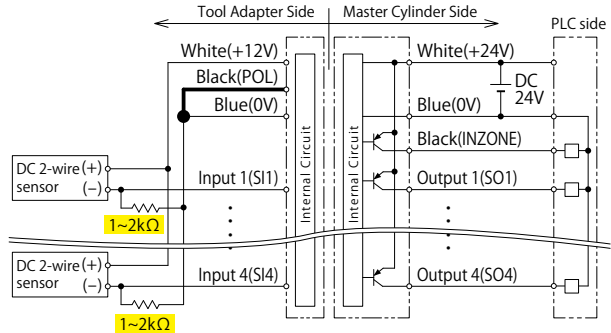 Tool Adapter Side Master Cylinder Side
PLC side
White(+12V) White(+24V)
Black(POL)
DC
24V
Blue(0V) Blue(0V)
Internal Circuit Internal Circuit
Black(INZONE)
DC 2-wire (+)
sensor (−)
Input 1(SI1) Output 1(SO1)
1~2kΩ
DC 2-wire (+)
sensor (−)
Input 4(SI4) Output 4(SO4)
1~2kΩ